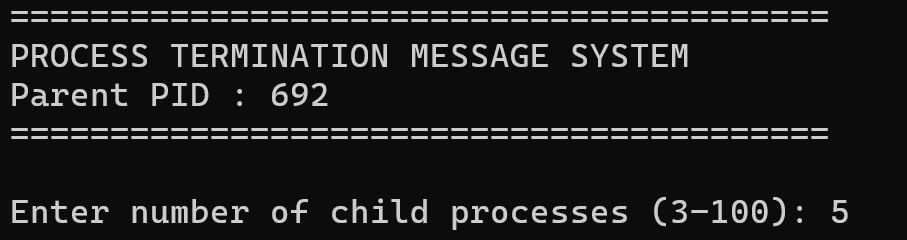 =========================================
PROCESS TERMINATION MESSAGE SYSTEM
Parent PID : 692
=========================================
Enter number of child processes (3-100): 5